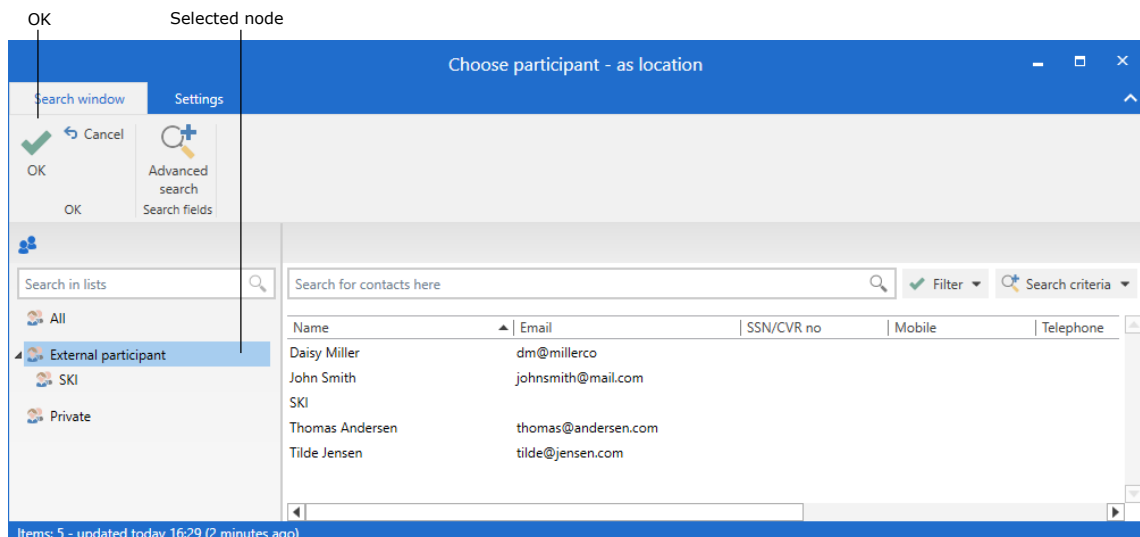 OK Selected node
Choose participant - as location
Search window Settings
Cancel
OK Advanced
search
OK Search fields
Search in lists Search for contacts here Filter Search criteria
All
Name Email SSN/CVR no Mobile Telephone
External participant Daisy Miller dm@millerco
SKI John Smith johnsmith@mail.com
SKI
Private
Thomas Andersen thomas@andersen.com
Tilde Jensen tilde@jensen.com
Items: 5 - updated today 16:29 (2 minutes ago)